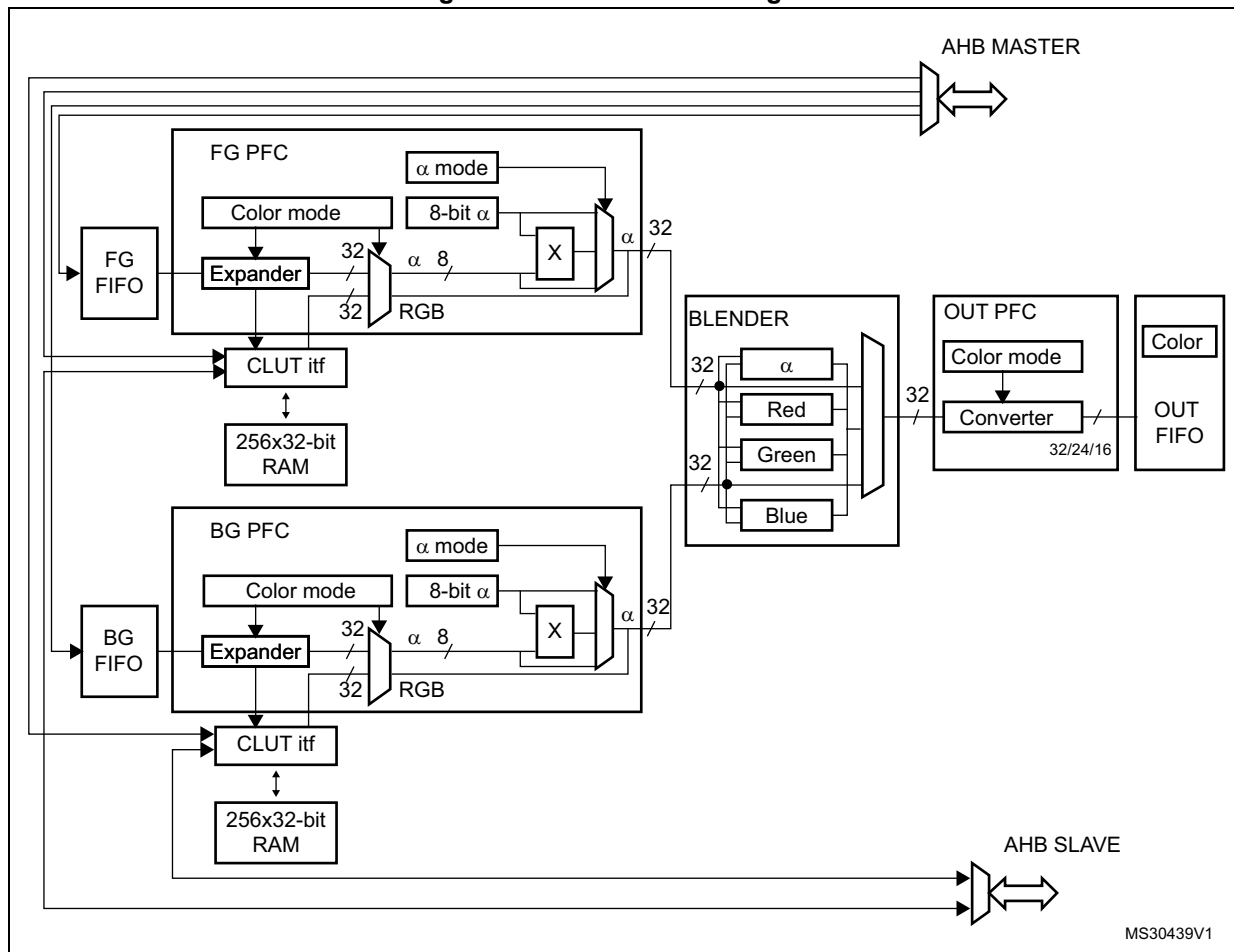 AHB MASTER
FG PFC
α mode
Color mode
8-bit α
32
FG
FIFO
Expander
32
α 8
X
α
32
RGB
CLUT itf
256x32-bit
RAM
BLENDER
32
α
Red
Green
32
Blue
OUT PFC
Color mode
32
Converter
32/24/16
Color
OUT
FIFO
BG PFC
α mode
Color mode
8-bit α
32
BG
FIFO
Expander
32
α 8
X
α
32
RGB
CLUT itf
256x32-bit
RAM
AHB SLAVE
MS30439V1